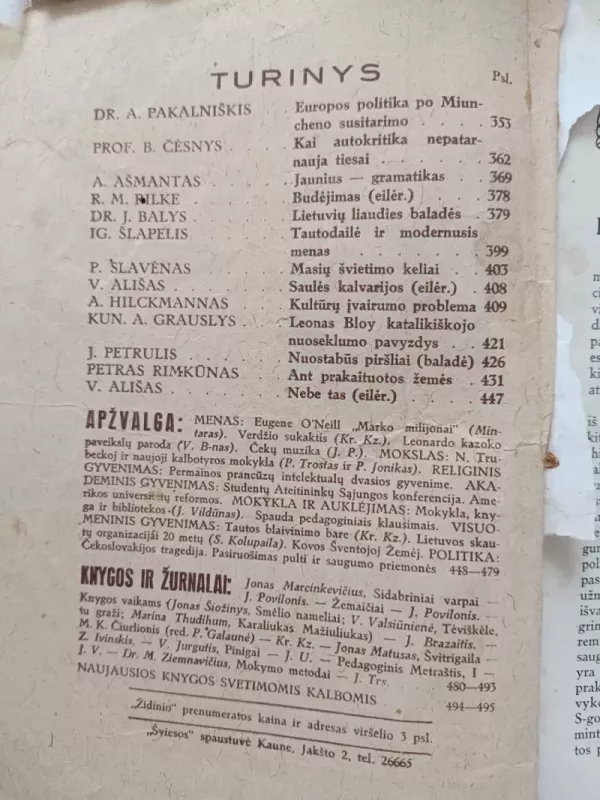 TURINYS
Psl.
DR. A. PAKALNIŠKIS . . Europos politika po Miun-
cheno susitarimo . . . . 353
PROF. B. ČĖSNYS . . . Kai autokritika nepatar-
nauja tiesai . . . . . 362
A. AŠMANTAS . . . . . Jaunius — gramatikas . . 369
R. M. RILKE . . . . . Budėjimas (eilėr.) . . . 378
DR. J. BALYS . . . . . Lietuvių liaudies baladės . 379
IG. ŠLAPELIS . . . . . Tautodailė ir modernusis
menas . . . . . . . 399
P. SLAVĖNAS . . . . . Masių švietimo keliai . . 403
V. ALIŠAS . . . . . . Saulės kalvarijos (eilėr.) . 408
A. HILCKMANNAS . . . Kultūrų įvairumo problema 409
KUN. A. GRAUSLYS . . . Leonas Bloy katalikiškojo
nuoseklumo pavyzdys . . 421
J. PETRULIS . . . . . Nuostabūs piršliai (baladė) 426
PETRAS RIMKŪNAS . . . Ant prakaituotos žemės . 431
V. ALIŠAS . . . . . . Nebe tas (eilėr.) . . . . 447
APŽVALGA: MENAS: Eugene O'Neill „Marko milijonai" (Min-
taras). Verdžio sukaktis (Kr. Kz.). Leonardo kazoko
paveikslų paroda (V. B-nas). Čekų muzika (J. P.). MOKSLAS: N. Tru-
beckoj ir naujoji kalbotyros mokykla (P. Trostas ir P. Jonikas). RELIGINIS
GYVENIMAS: Permainos prancūzų intelektualų dvasios gyvenime. AKA-
DEMINIS GYVENIMAS: Studentų Ateitininkų Sąjungos konferencija. Ame-
rikos universitetų reformos. MOKYKLA IR AUKLĖJIMAS: Mokykla, kny-
ga ir bibliotekos (J. Vildūnas). Spauda pedagoginiais klausimais. VISUO-
MENINIS GYVENIMAS: Tautos blaivinimo bare (Kr. Kz.). Lietuvos skau-
tų organizacijai 20 metų (S. Kolupaila). Kovos Šventojoj Žemėj. POLITIKA:
Čekoslovakijos tragedija. Pasiruošimas pulti ir saugumo priemonės 448—479
KNYGOS IR ŽURNALAI: Jonas Marcinkevičius, Sidabriniai varpai —
J. Povilonis. — Žemaičiai — J. Povilonis. —
Knygos vaikams (Jonas Šiožinys, Smėlio nameliai; V. Valsiūnienė, Tėviškėle,
tu graži; Marina Thudihum, Karaliukas Mažiuliukas) — J. Brazaitis. —
M. K. Čiurlionis (red. P. Galaunė) — Kr. Kz. — Jonas Matusas, Švitrigaila —
Z. Ivinskis. — V. Jurgutis, Pinigai — J. U. — Pedagoginis Metraštis, I —
J. V. — Dr. M. Ziemnavičius, Mokymo metodai — J. Trs. . . . 480—493
NAUJAUSIOS KNYGOS SVETIMOMIS KALBOMIS . . . . 494—495
„Židinio" prenumeratos kaina ir adresas viršelio 3 psl.
„Šviesos" spaustuvė Kaune, Jakšto 2, tel. 26665